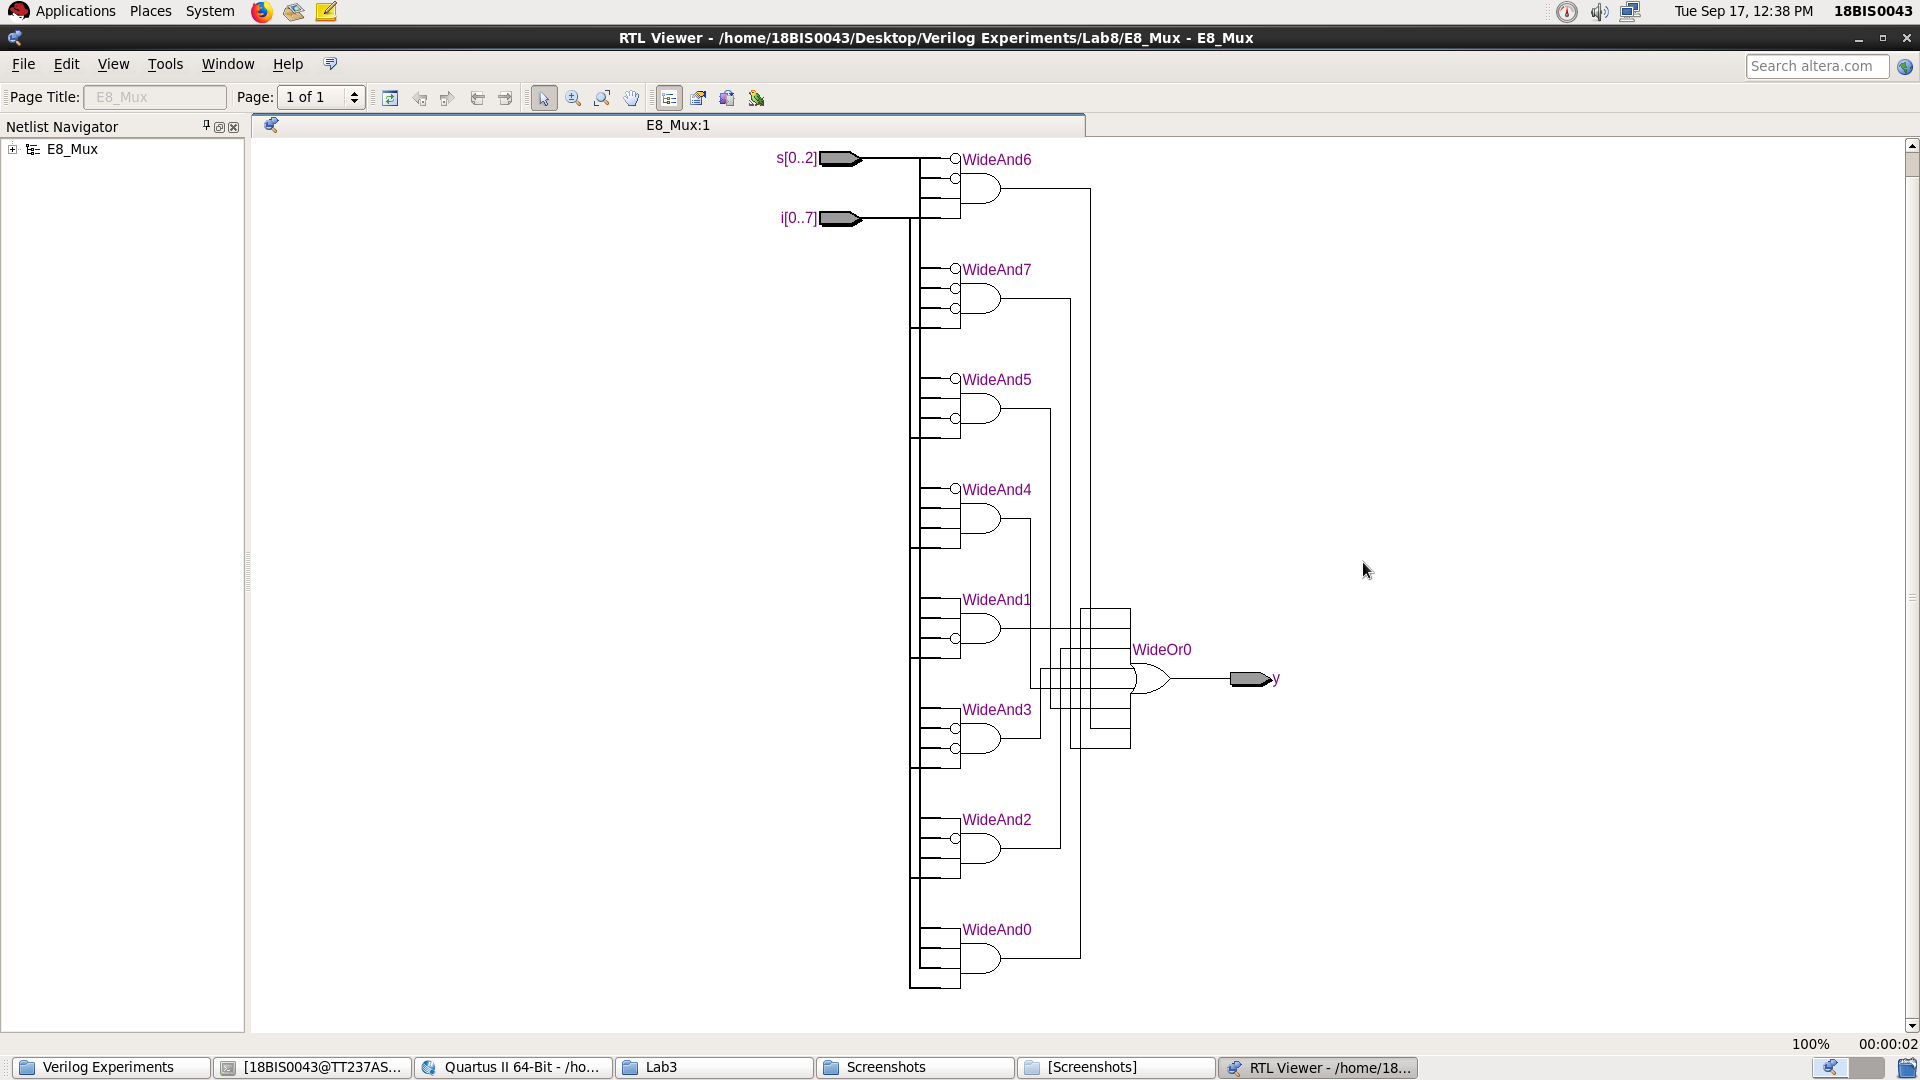 Applications Places System Tue Sep 17, 12:38 PM 18BIS0043
RTL Viewer - /home/18BIS0043/Desktop/Verilog Experiments/Lab8/E8_Mux - E8_Mux
File Edit View Tools Window Help Search altera.com
Page Title: E8_Mux Page: 1 of 1
Netlist Navigator
E8_Mux:1
E8_Mux
s[0..2]
WideAnd6
i[0..7]
WideAnd7
WideAnd5
WideAnd4
WideAnd1
WideOr0
y
WideAnd3
WideAnd2
WideAnd0
100% 00:00:02
Verilog Experiments [18BIS0043@TT237AS... Quartus II 64-Bit - /ho... Lab3 Screenshots [Screenshots] RTL Viewer - /home/18...